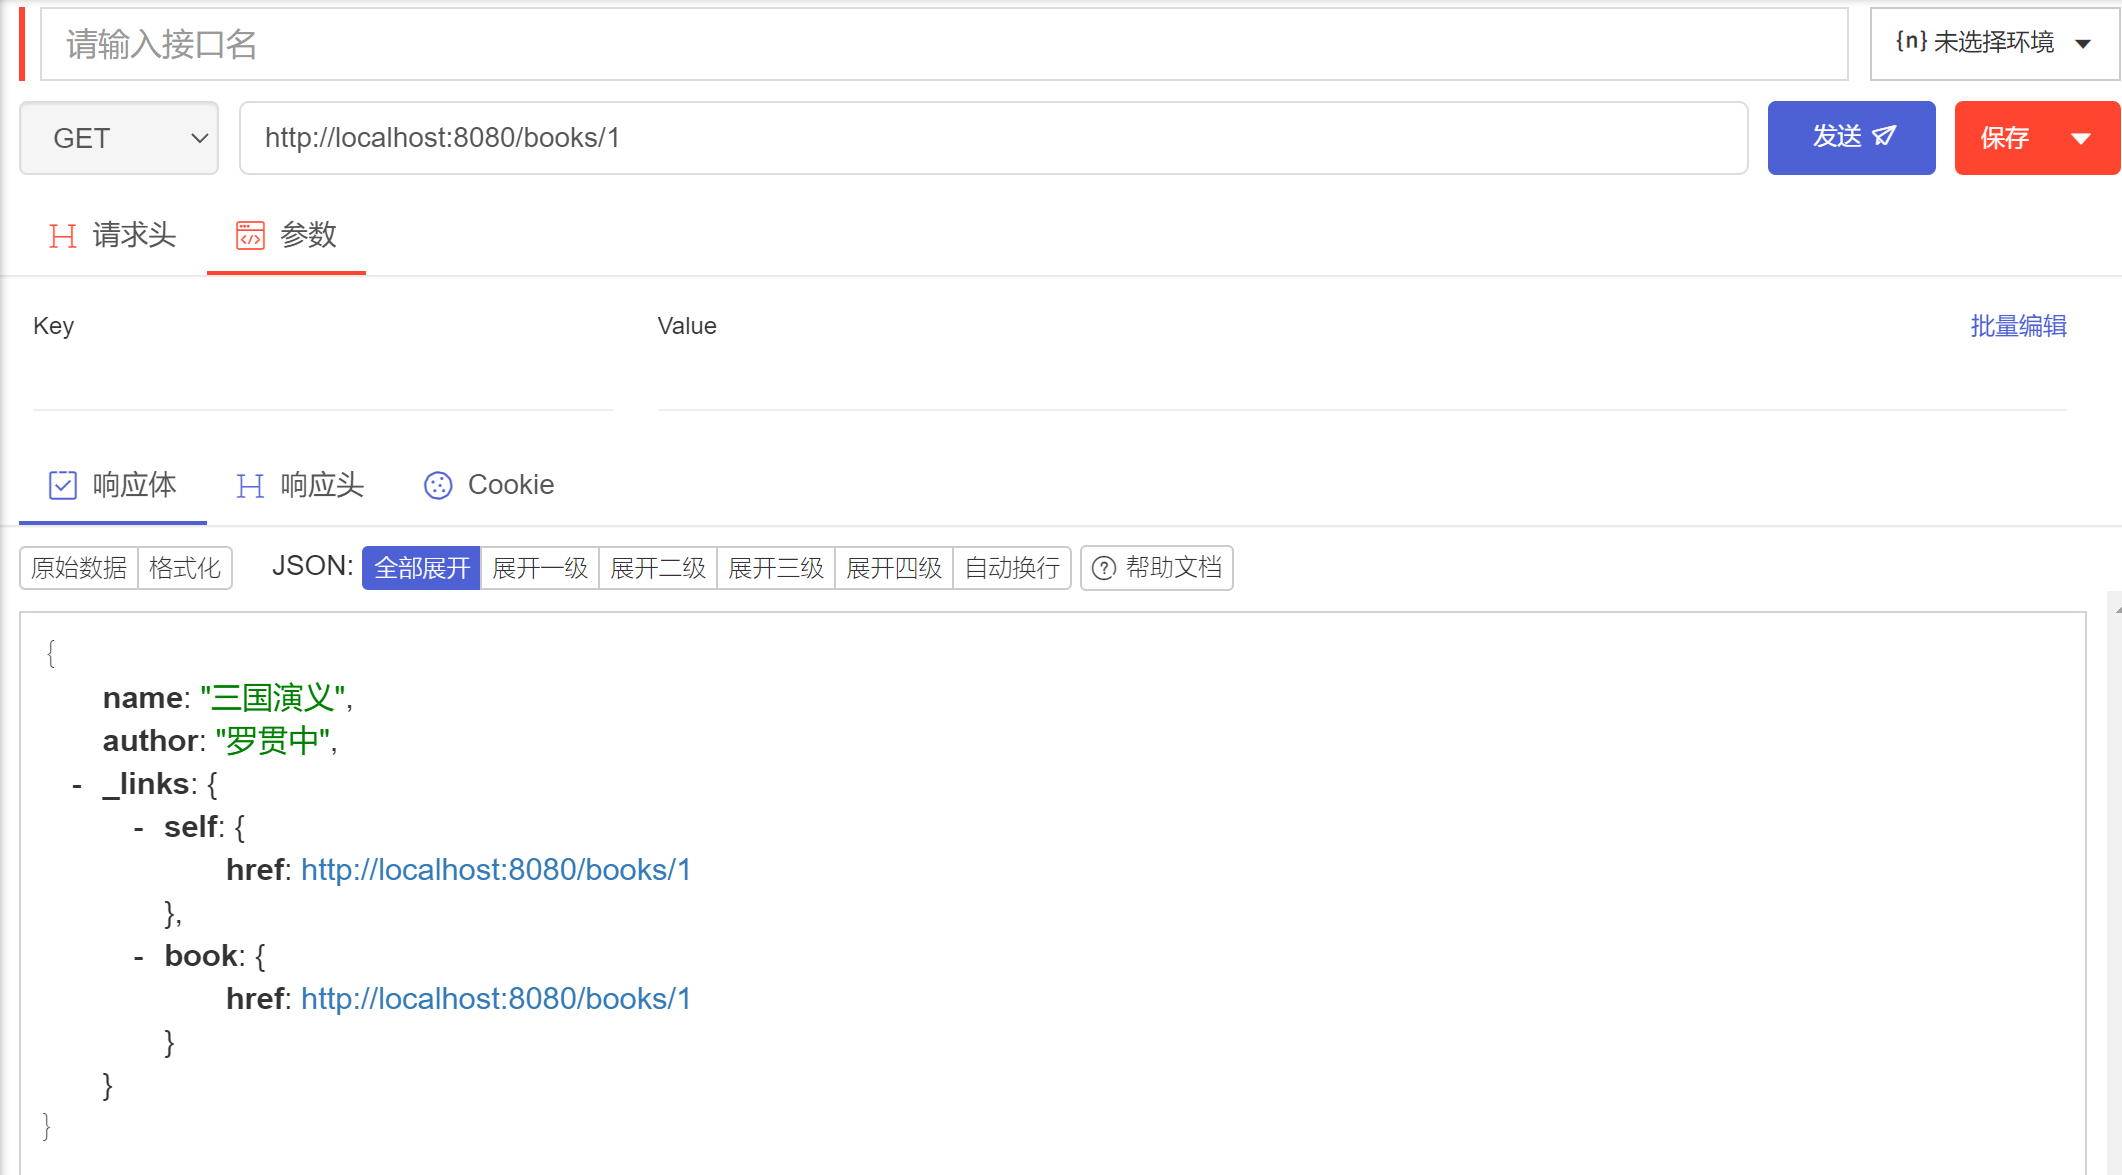 请输入接口名 {n} 未选择环境
GET http://localhost:8080/books/1 发送 保存
请求头 参数
Key Value 批量编辑
响应体 响应头 Cookie
原始数据 格式化 JSON: 全部展开 展开一级 展开二级 展开三级 展开四级 自动换行 帮助文档
{
name: "三国演义",
author: "罗贯中",
- _links: {
- self: {
href: http://localhost:8080/books/1
},
- book: {
href: http://localhost:8080/books/1
}
}
}